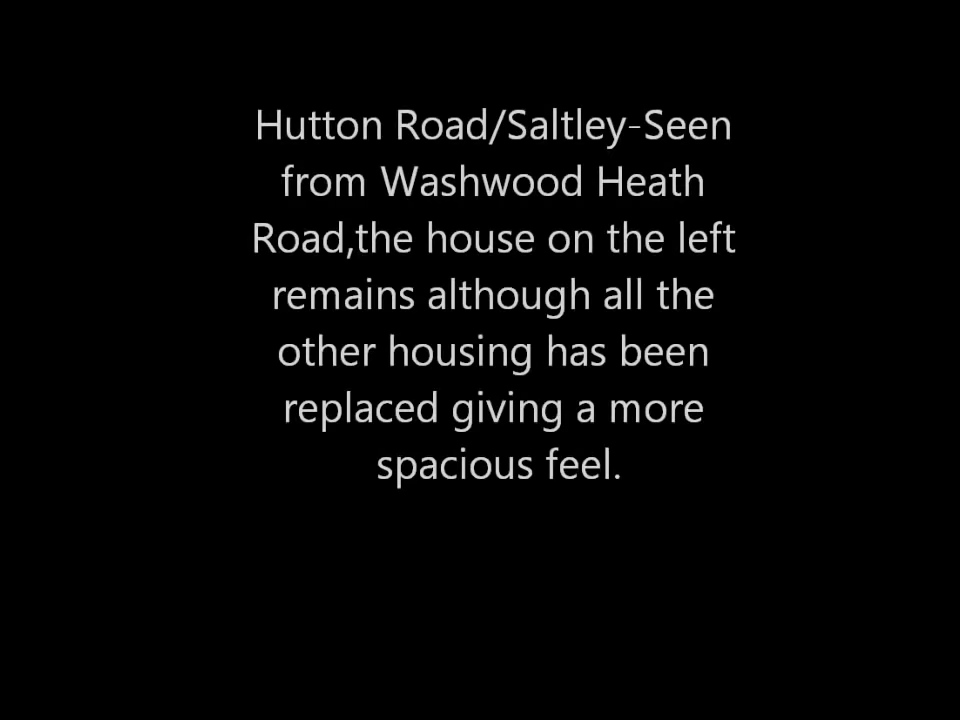 Hutton Road/Saltley-Seen
from Washwood Heath
Road,the house on the left
remains although all the
other housing has been
replaced giving a more
spacious feel.